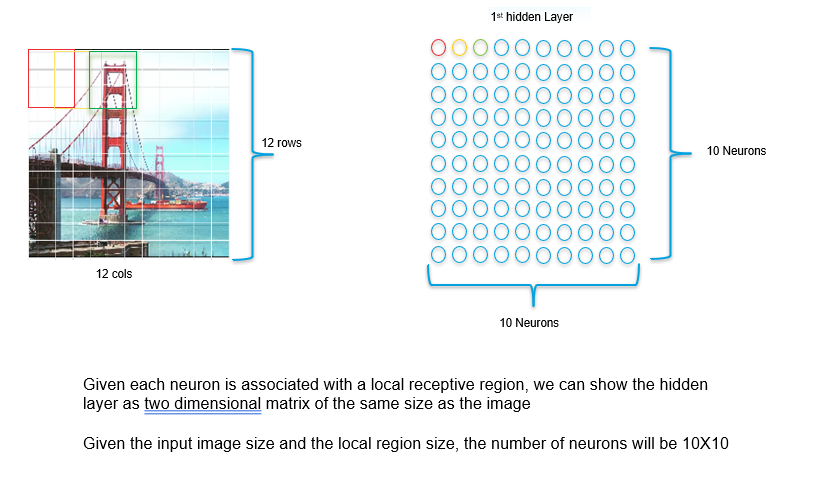 1st hidden Layer
12 rows
10 Neurons
12 cols
10 Neurons
Given each neuron is associated with a local receptive region, we can show the hidden
layer as two dimensional matrix of the same size as the image
Given the input image size and the local region size, the number of neurons will be 10X10